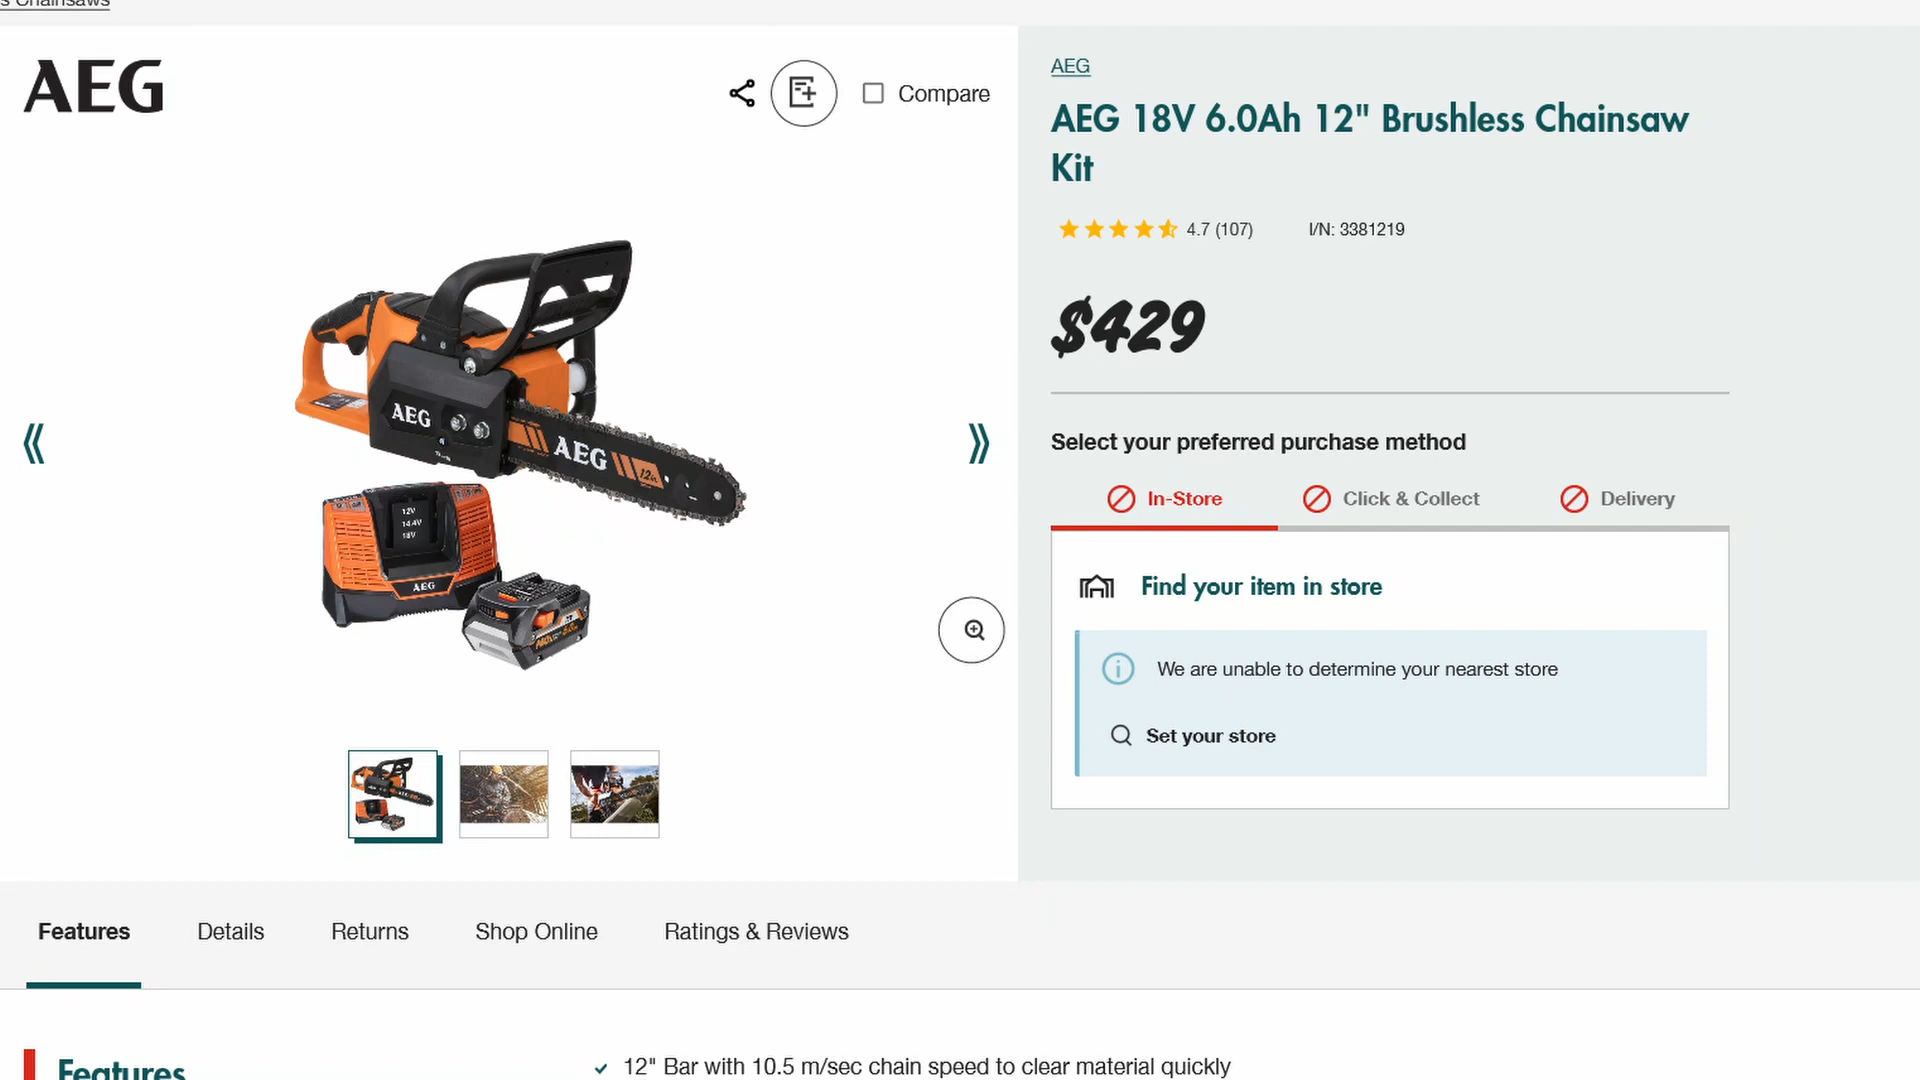 s Chainsaws
AEG
Compare
AEG
AEG 18V 6.0Ah 12" Brushless Chainsaw
Kit
4.7 (107)
I/N: 3381219
$429
Select your preferred purchase method
In-Store
Click & Collect
Delivery
Find your item in store
We are unable to determine your nearest store
Set your store
AEG
AEG
12in
12V
14.4V
18V
AEG
Features
Details
Returns
Shop Online
Ratings & Reviews
Features
12" Bar with 10.5 m/sec chain speed to clear material quickly